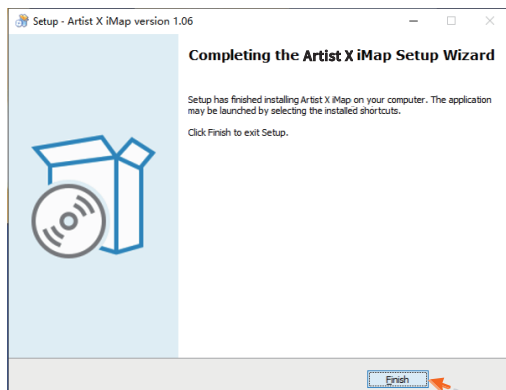 Setup - Artist X iMap version 1.06
Completing the Artist X iMap Setup Wizard
Setup has finished installing Artist X iMap on your computer. The application
may be launched by selecting the installed shortcuts.
Click Finish to exit Setup.
Finish